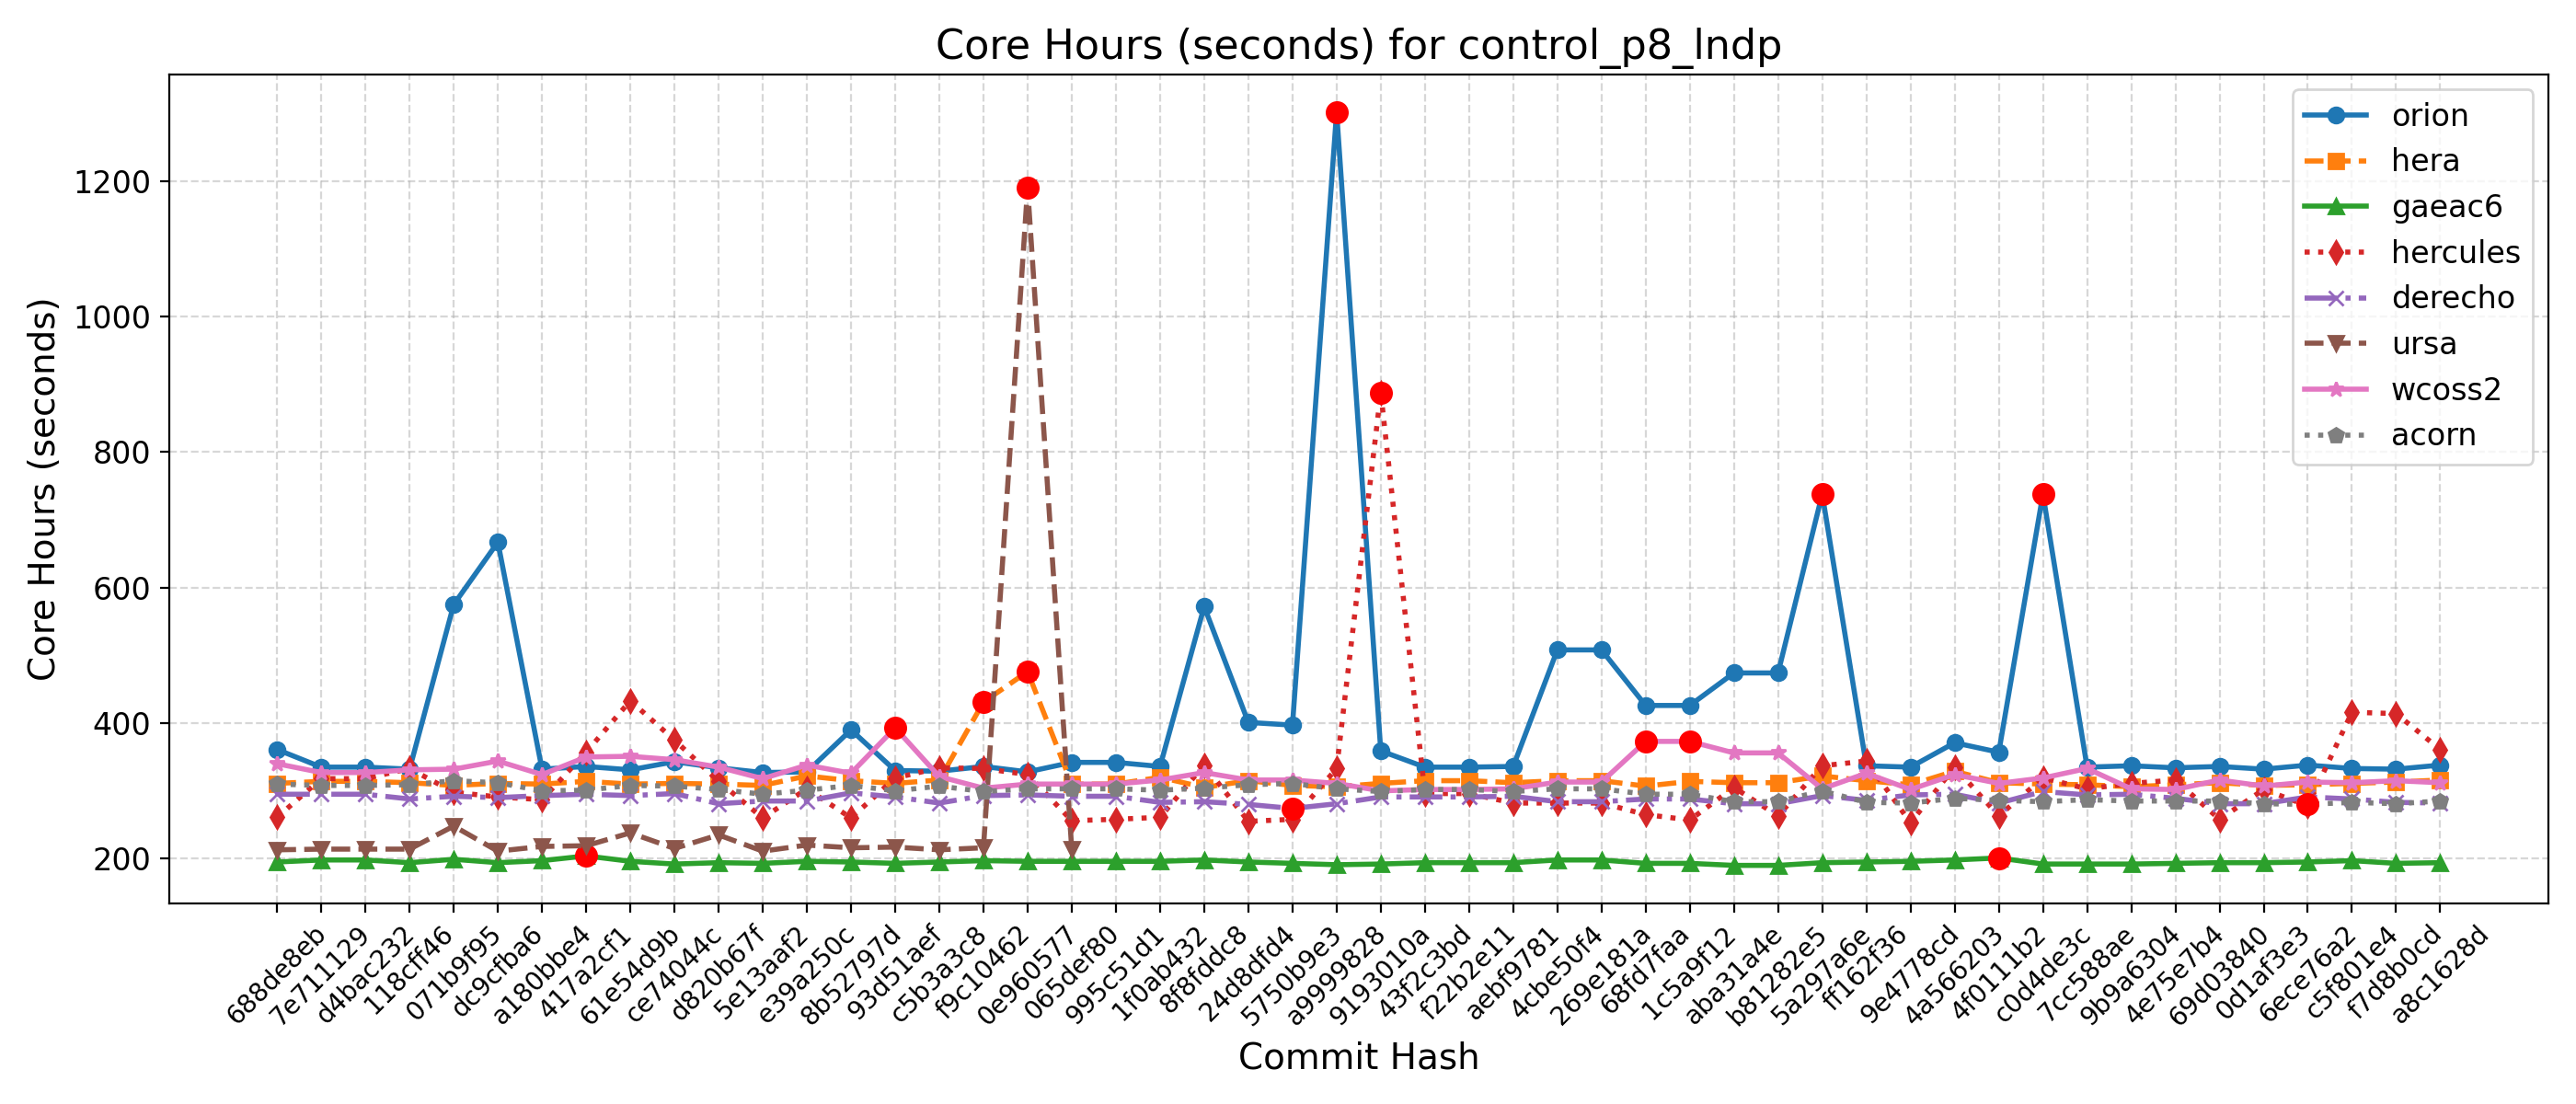 Core Hours (seconds) for control_p8_lndp
Core Hours (seconds)
1200
1000
800
600
400
200
orion
hera
gaeac6
hercules
derecho
ursa
wcoss2
acorn
688de8eb
7e711129
d4bac232
118cff46
071b9f95
dc9cfba6
a180bbe4
417a2cf1
61e54d9b
ce74044c
d820b67f
5e13aaf2
e39a250c
8b52797d
93d51aef
c5b3a3c8
f9c10462
0e960577
065def80
995c51d1
1f0ab432
8f8fddc8
24d8dfd4
5750b9e3
a9999828
9193010a
43f2c3bd
f22b2e11
aebf9781
4cbe50f4
269e181a
68fd7faa
1c5a9f12
aba31a4e
b81282e5
5a297a6e
ff162f36
9e4778cd
4a566203
4f0111b2
c0d4de3c
7cc588ae
9b9a6304
4e75e7b4
69d03840
0d1af3e3
6ece76a2
c5f801e4
f7d8b0cd
a8c1628d
Commit Hash